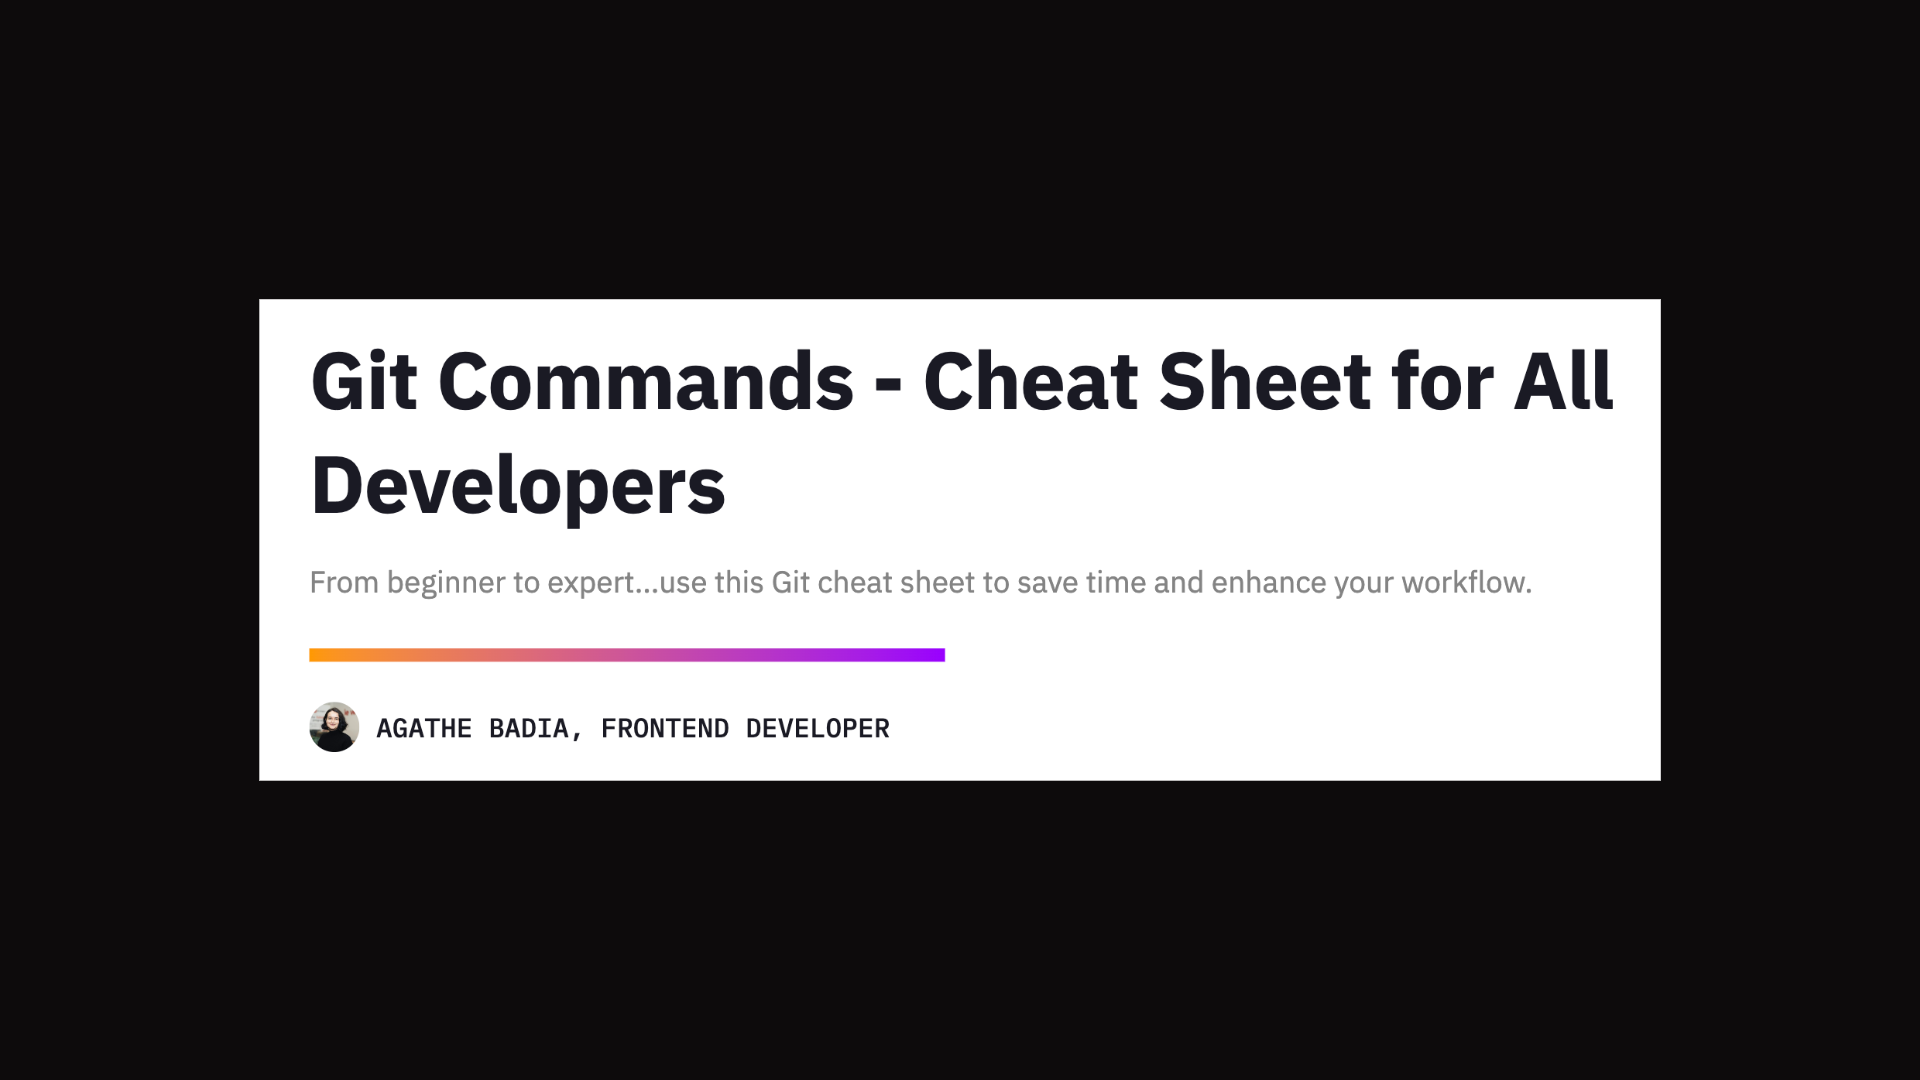 Git Commands - Cheat Sheet for All
Developers
From beginner to expert...use this Git cheat sheet to save time and enhance your workflow.
AGATHE BADIA, FRONTEND DEVELOPER